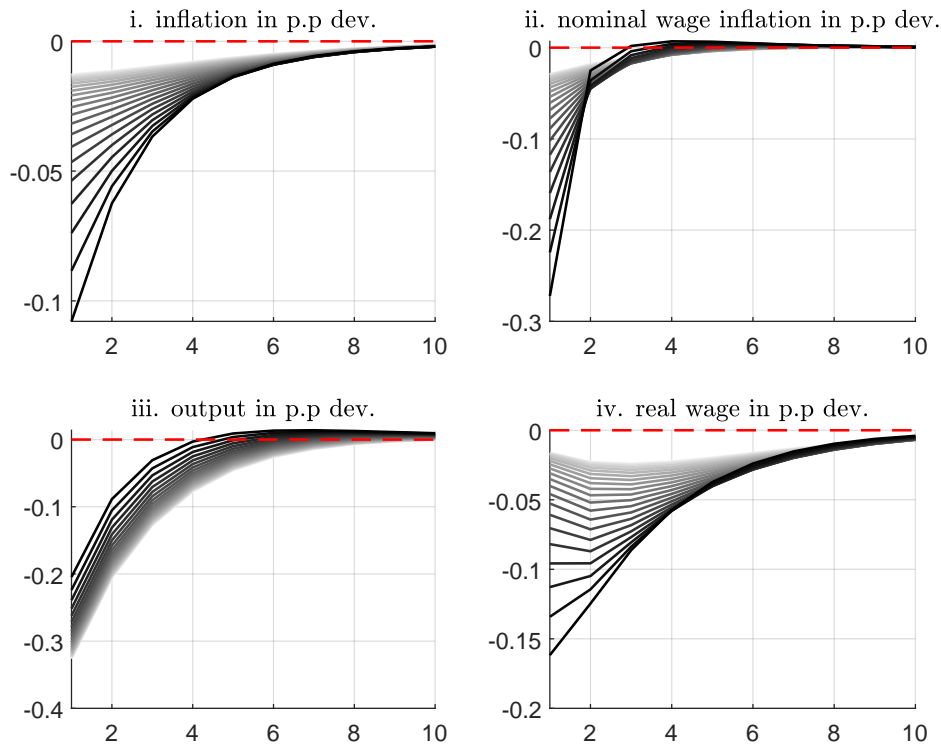 i. inflation in p.p dev.
0
-0.05
-0.1
2 4 6 8 10
ii. nominal wage inflation in p.p dev.
0
-0.1
-0.2
-0.3
2 4 6 8 10
iii. output in p.p dev.
0
-0.1
-0.2
-0.3
-0.4
2 4 6 8 10
iv. real wage in p.p dev.
0
-0.05
-0.1
-0.15
-0.2
2 4 6 8 10